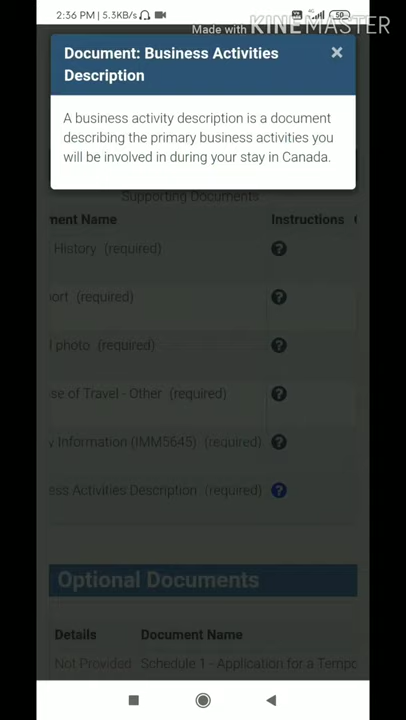 2:36 PM | 5.3KB/s
Made with KINEMASTER
Document: Business Activities
Description
×
A business activity description is a document
describing the primary business activities you
will be involved in during your stay in Canada.
Supporting Documents
ment Name Instructions
History (required) ?
ort (required) ?
photo (required) ?
se of Travel - Other (required) ?
y Information (IMM5645) (required) ?
ess Activities Description (required) ?
Optional Documents
Details Document Name
Not Provided Schedule 1 - Application for a Tempo